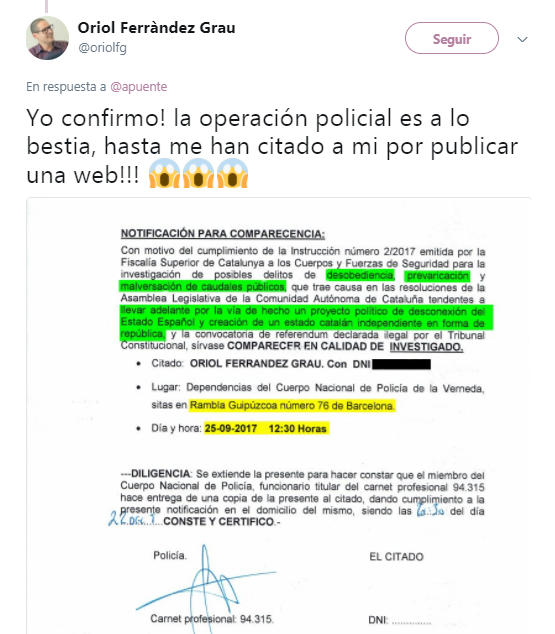 Oriol Ferràndez Grau
@oriolfg
Seguir
En respuesta a @apuente
Yo confirmo! la operación policial es a lo
bestia, hasta me han citado a mi por publicar
una web!!! 😱😱😱
NOTIFICACIÓN PARA COMPARECENCIA:
Con motivo del cumplimiento de la Instrucción número 2/2017 emitida por la
Fiscalía Superior de Catalunya a los Cuerpos y Fuerzas de Seguridad para la
investigación de posibles delitos de desobediencia, prevaricación y
malversación de caudales públicos, que trae causa en las resoluciones de la
Asamblea Legislativa de la Comunidad Autónoma de Cataluña tendentes a
llevar adelante por la vía de hecho un proyecto político de desconexión del
Estado Español y creación de un estado catalán independiente en forma de
república, y la convocatoria de referendum declarada ilegal por el Tribunal
Constitucional, sírvase COMPARECER EN CALIDAD DE INVESTIGADO.
• Citado: ORIOL FERRANDEZ GRAU. Con DNI
• Lugar: Dependencias del Cuerpo Nacional de Policía de la Verneda,
sitas en Rambla Guipúzcoa número 76 de Barcelona.
• Día y hora: 25-09-2017 12:30 Horas
---DILIGENCIA: Se extiende la presente para hacer constar que el miembro del
Cuerpo Nacional de Policía, funcionario titular del carnet profesional 94.315
hace entrega de una copia de la presente al citado, dando cumplimiento a la
presente notificación en el domicilio del mismo, siendo las del día
CONSTE Y CERTIFICO.-
Policía. EL CITADO
Carnet profesional: 94.315. DNI: ..............